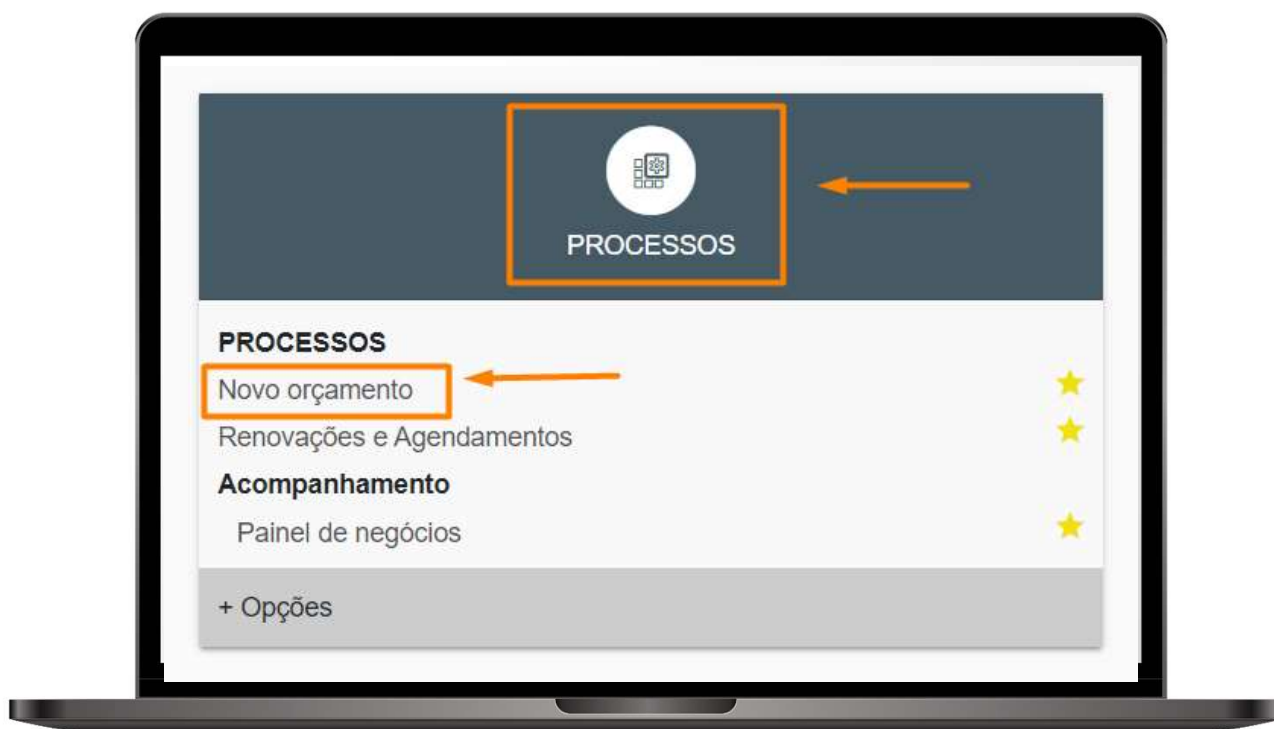 PROCESSOS
PROCESSOS
Novo orçamento
Renovações e Agendamentos
Acompanhamento
Painel de negócios
+ Opções